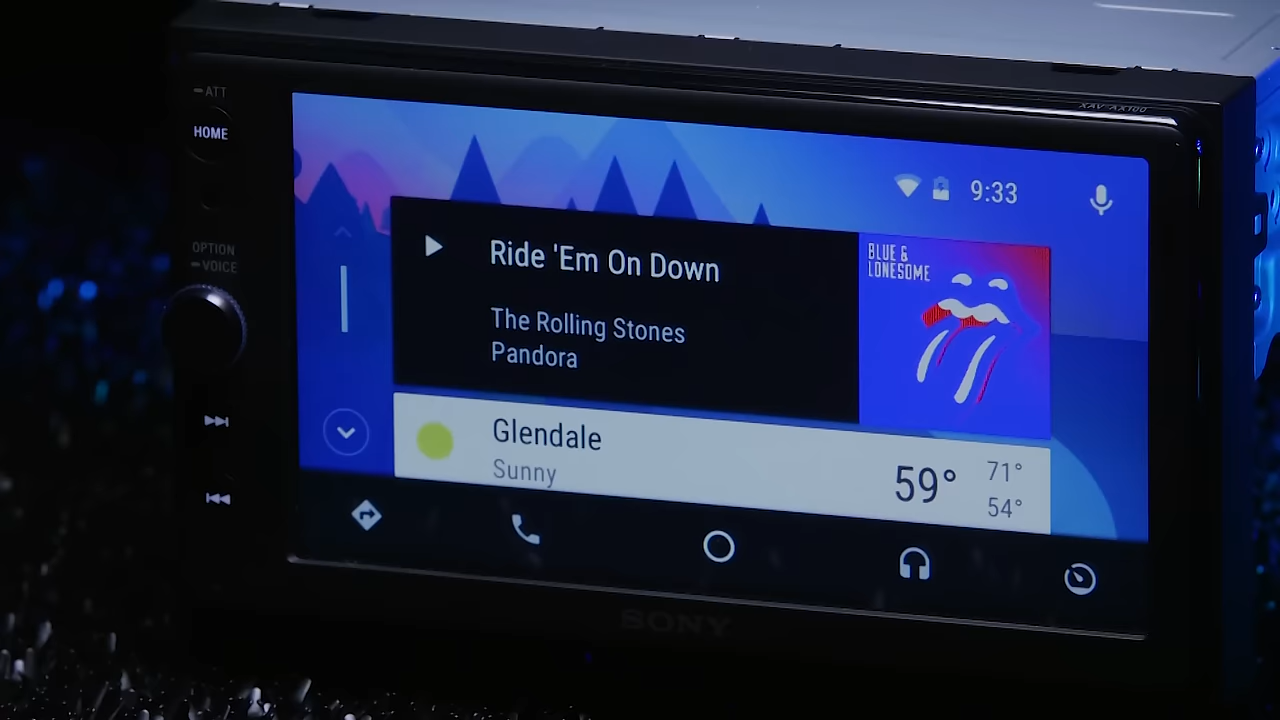 ATT
HOME
XAV-AX100
OPTION
VOICE
9:33
Ride 'Em On Down
The Rolling Stones
Pandora
BLUE &
LONESOME
Glendale
Sunny
59°
71°
54°
SONY